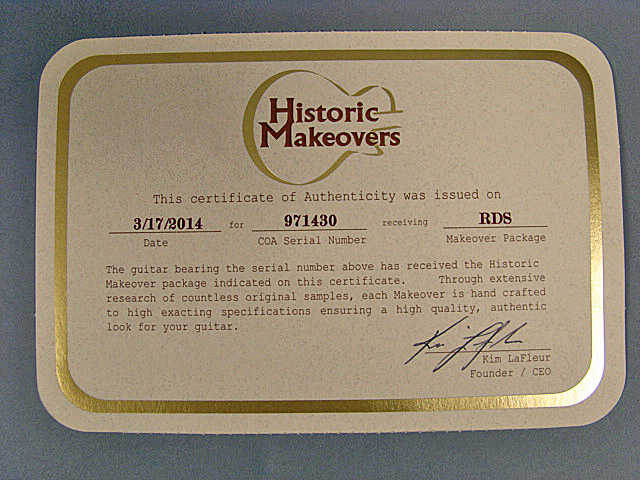 Historic
Makeovers
This certificate of Authenticity was issued on
3/17/2014 for 971430 receiving RDS
Date COA Serial Number Makeover Package
The guitar bearing the serial number above has received the Historic
Makeover package indicated on this certificate. Through extensive
research of countless original samples, each Makeover is hand crafted
to high exacting specifications ensuring a high quality, authentic
look for your guitar.
Kim LaFleur
Founder / CEO